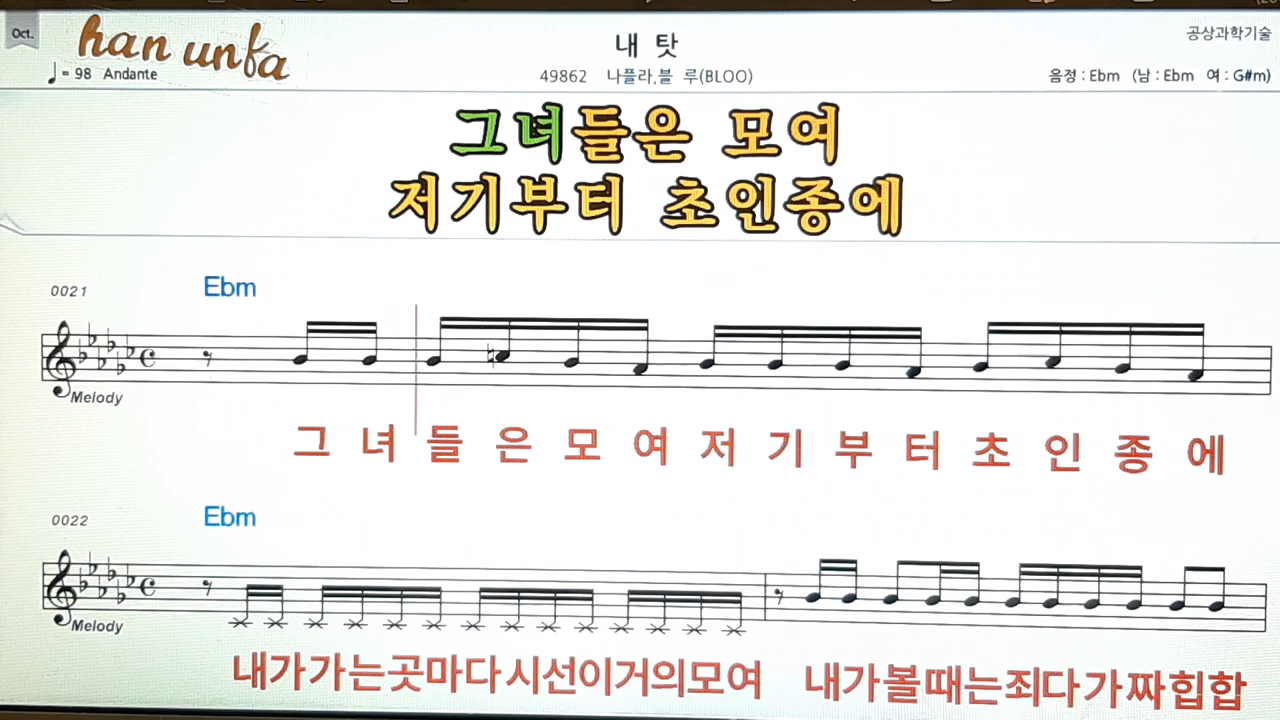 Oct.
han unfa
내 탓
공상과학기술
♩= 98 Andante
49862 나플라,블 루(BLOO)
음정 : Ebm (남 : Ebm 여 : G#m)
그녀들은 모여
저기부터 초인종에
0021
Ebm
Melody
그 녀 들 은 모 여 저 기 부 터 초 인 종 에
0022
Ebm
Melody
내가가는곳마다시선이거의모여 내가볼때는죄다가짜힙합